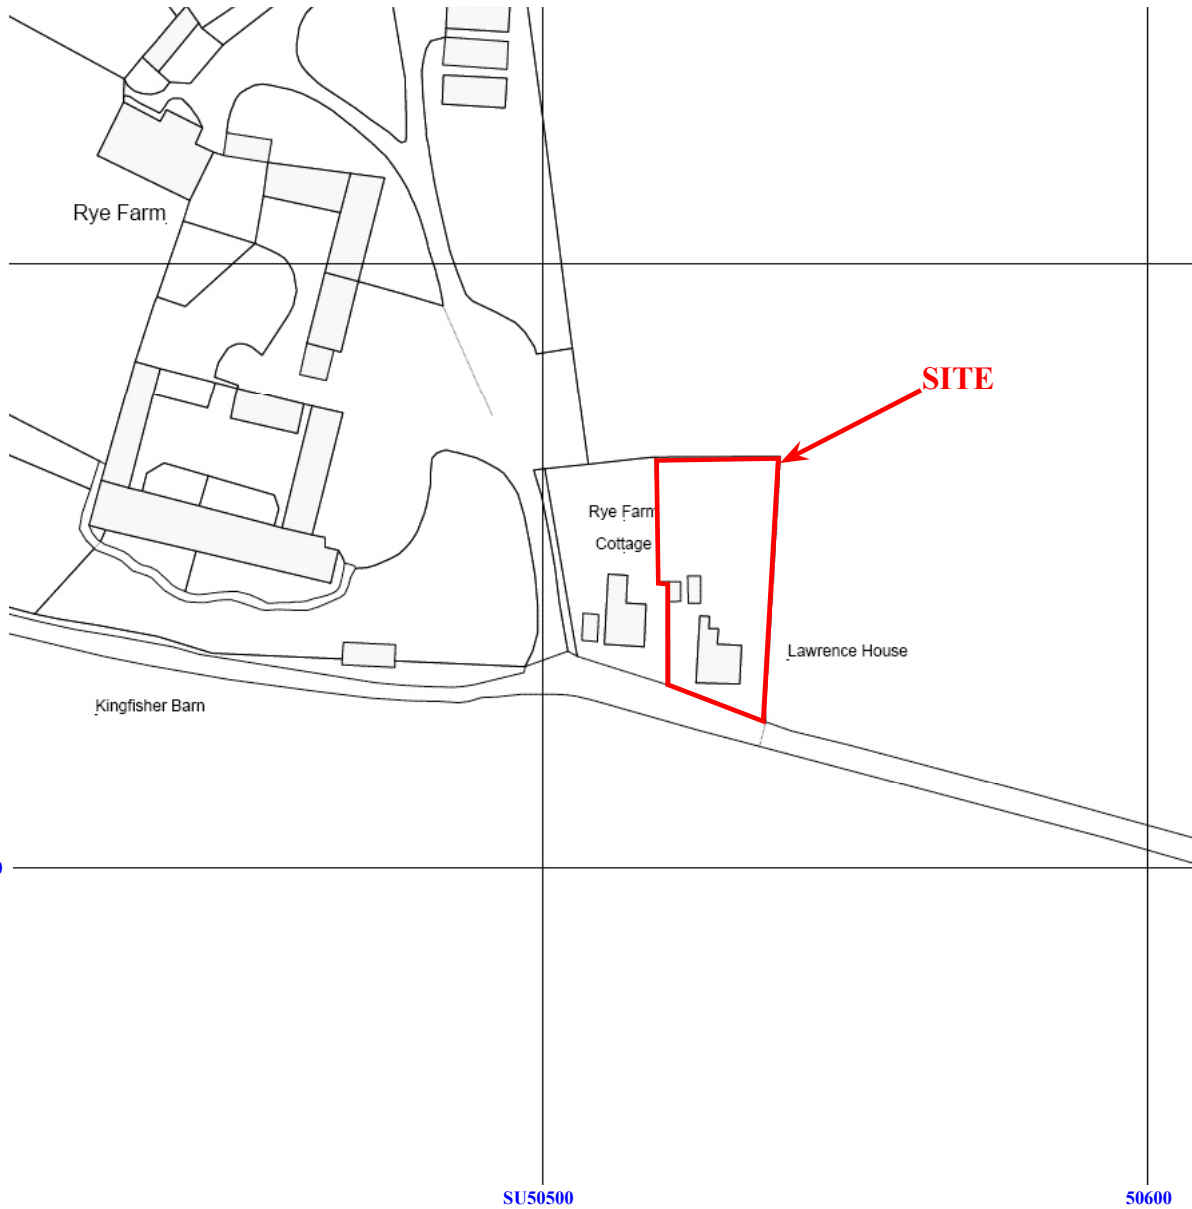 Rye Farm
SITE
Rye Farm
Cottage
Lawrence House
Kingfisher Barn
SU50500
50600